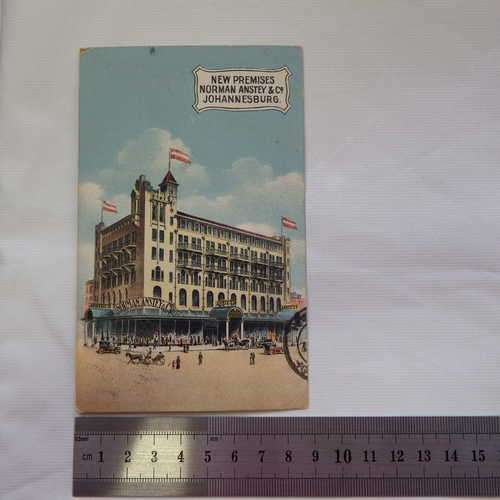 NEW PREMISES
NORMAN ANSTEY & Cº
JOHANNESBURG.
NORMAN ANSTEY & Cº
cm 1 2 3 4 5 6 7 8 9 10 11 12 13 14 15